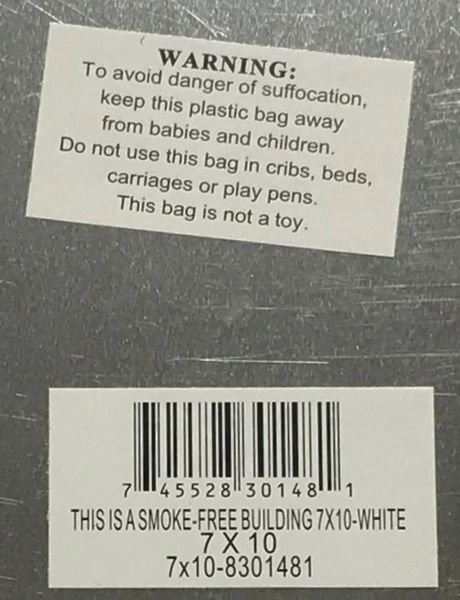 WARNING:
To avoid danger of suffocation,
keep this plastic bag away
from babies and children.
Do not use this bag in cribs, beds,
carriages or play pens.
This bag is not a toy.
7 45528 30148 1
THIS IS A SMOKE-FREE BUILDING 7X10-WHITE
7 X 10
7x10-8301481